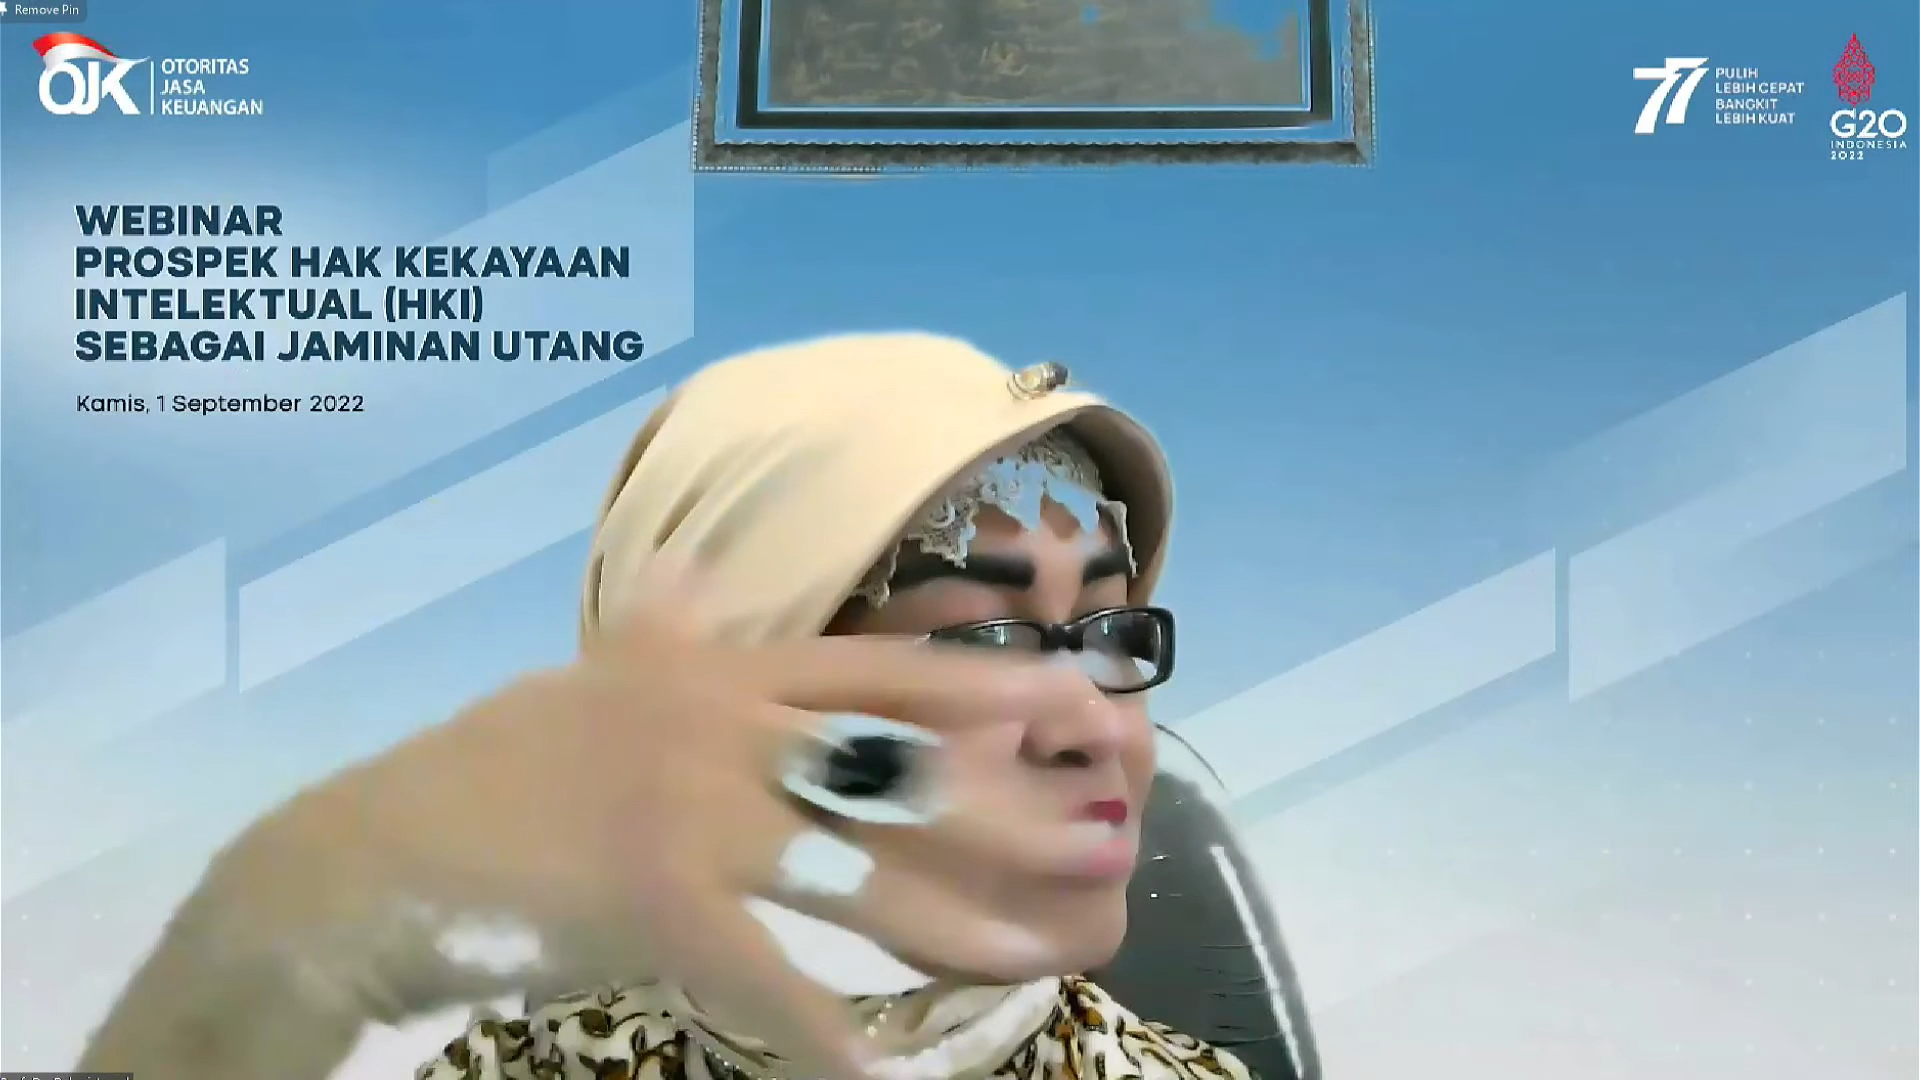 Remove Pin
OJK
OTORITAS
JASA
KEUANGAN
77
PULIH
LEBIH CEPAT
BANGKIT
LEBIH KUAT
G20
INDONESIA
2022
WEBINAR
PROSPEK HAK KEKAYAAN
INTELEKTUAL (HKI)
SEBAGAI JAMINAN UTANG
Kamis, 1 September 2022